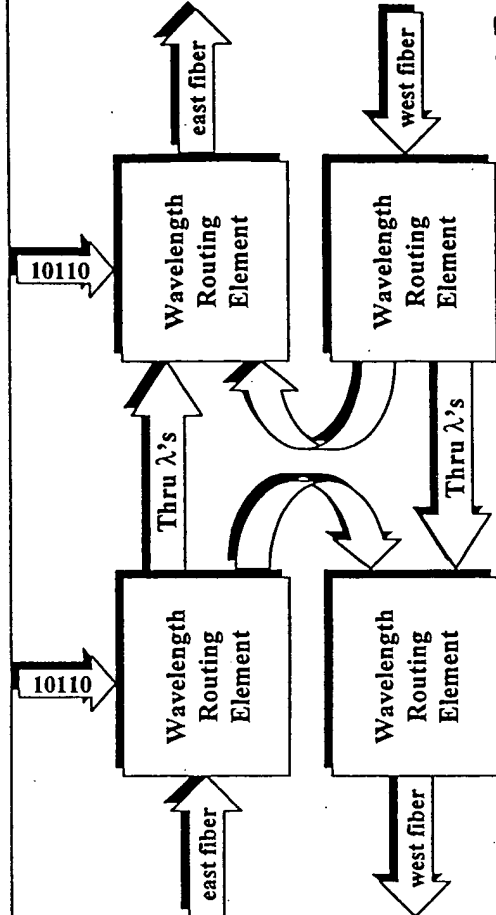 east fiber
10110
Wavelength
Routing
Element
Thru λ's
10110
Wavelength
Routing
Element
east fiber
west fiber
Wavelength
Routing
Element
Thru λ's
Wavelength
Routing
Element
west fiber